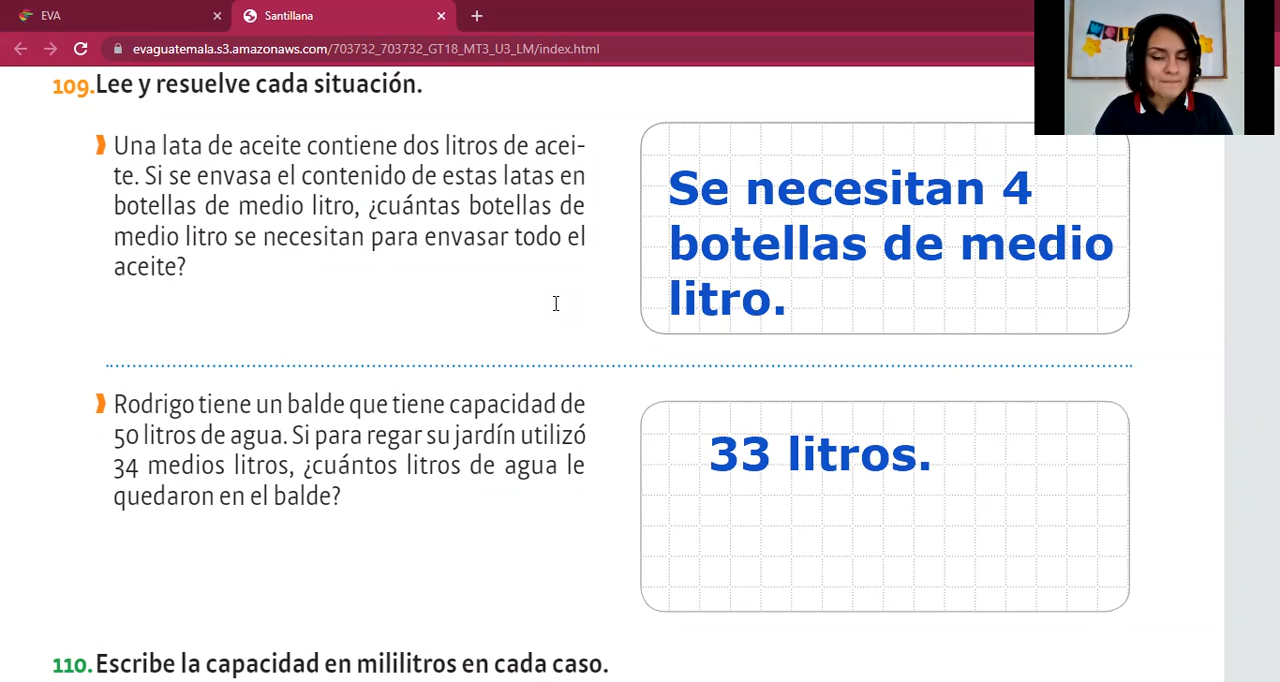 EVA
Santillana
evaguatemala.s3.amazonaws.com/703732_703732_GT18_MT3_U3_LM/index.html
109. Lee y resuelve cada situación.
Una lata de aceite contiene dos litros de acei-
te. Si se envasa el contenido de estas latas en
botellas de medio litro, ¿cuántas botellas de
medio litro se necesitan para envasar todo el
aceite?
Se necesitan 4
botellas de medio
litro.
Rodrigo tiene un balde que tiene capacidad de
50 litros de agua. Si para regar su jardín utilizó
34 medios litros, ¿cuántos litros de agua le
quedaron en el balde?
33 litros.
110. Escribe la capacidad en mililitros en cada caso.